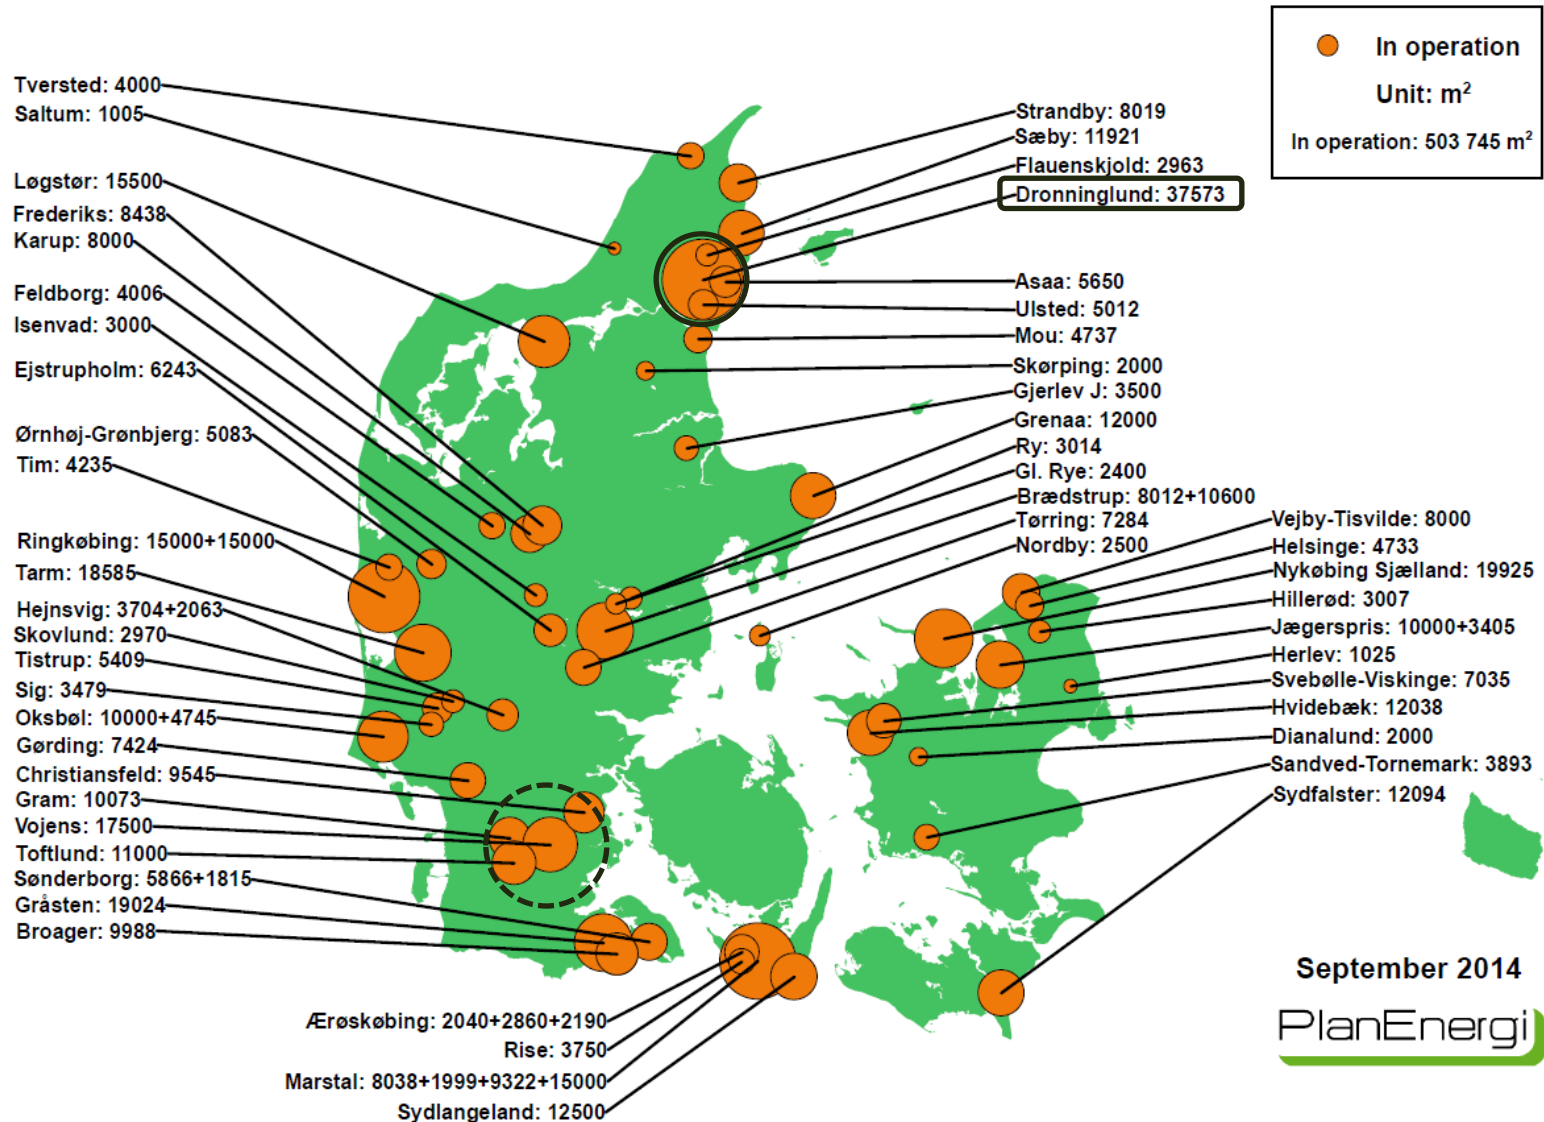 In operation
Unit: m²
In operation: 503 745 m²
Tversted: 4000
Saltum: 1005
Løgstør: 15500
Frederiks: 8438
Karup: 8000
Feldborg: 4006
Isenvad: 3000
Ejstrupholm: 6243
Ørnhøj-Grønbjerg: 5083
Tim: 4235
Ringkøbing: 15000+15000
Tarm: 18585
Hejnsvig: 3704+2063
Skovlund: 2970
Tistrup: 5409
Sig: 3479
Oksbøl: 10000+4745
Gørding: 7424
Christiansfeld: 9545
Gram: 10073
Vojens: 17500
Toftlund: 11000
Sønderborg: 5866+1815
Gråsten: 19024
Broager: 9988
Ærøskøbing: 2040+2860+2190
Rise: 3750
Marstal: 8038+1999+9322+15000
Sydlangeland: 12500
Strandby: 8019
Sæby: 11921
Flauenskjold: 2963
Dronninglund: 37573
Asaa: 5650
Ulsted: 5012
Mou: 4737
Skørping: 2000
Gjerlev J: 3500
Grenaa: 12000
Ry: 3014
Gl. Rye: 2400
Brædstrup: 8012+10600
Tørring: 7284
Nordby: 2500
Vejby-Tisvilde: 8000
Helsinge: 4733
Nykøbing Sjælland: 19925
Hillerød: 3007
Jægerspris: 10000+3405
Herlev: 1025
Svebølle-Viskinge: 7035
Hvidebæk: 12038
Dianalund: 2000
Sandved-Tornemark: 3893
Sydfalster: 12094
September 2014
PlanEnergi